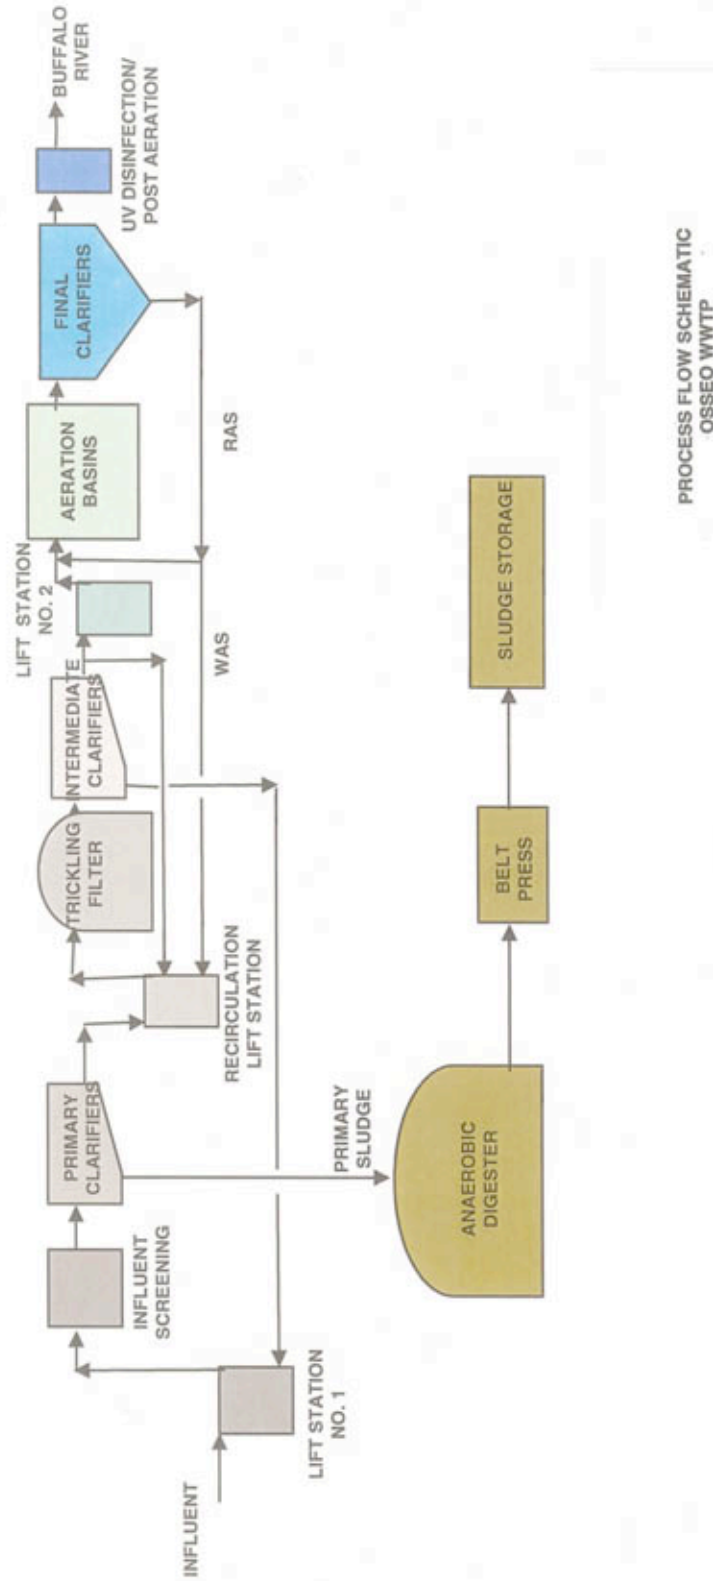 INFLUENT
LIFT STATION
NO. 1
INFLUENT
SCREENING
PRIMARY
CLARIFIERS
RECIRCULATION
LIFT STATION
TRICKLING
FILTER
INTERMEDIATE
CLARIFIERS
LIFT STATION
NO. 2
AERATION
BASINS
FINAL
CLARIFIERS
UV DISINFECTION/
POST AERATION
BUFFALO
RIVER
WAS
RAS
PRIMARY
SLUDGE
ANAEROBIC
DIGESTER
BELT
PRESS
SLUDGE STORAGE
PROCESS FLOW SCHEMATIC
OSSEO WWTP